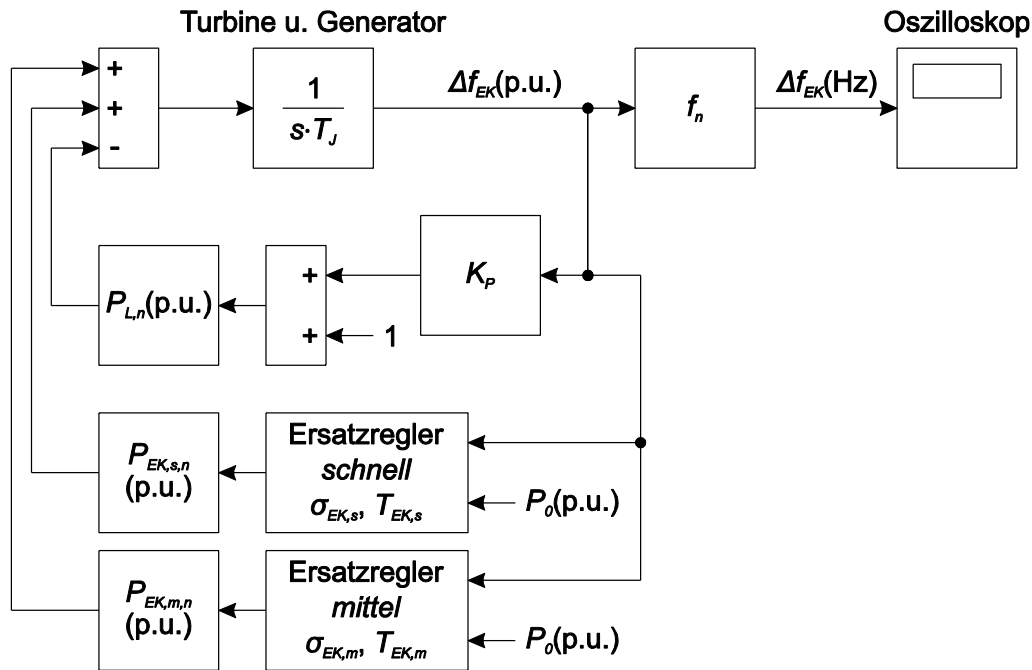 Turbine u. Generator
Oszilloskop
+
+
-
1
s·T_J
Δf_EK(p.u.)
f_n
Δf_EK(Hz)
P_L,n(p.u.)
+
+
1
K_P
P_EK,s,n
(p.u.)
Ersatzregler
schnell
σ_EK,s, T_EK,s
P_0(p.u.)
P_EK,m,n
(p.u.)
Ersatzregler
mittel
σ_EK,m, T_EK,m
P_0(p.u.)